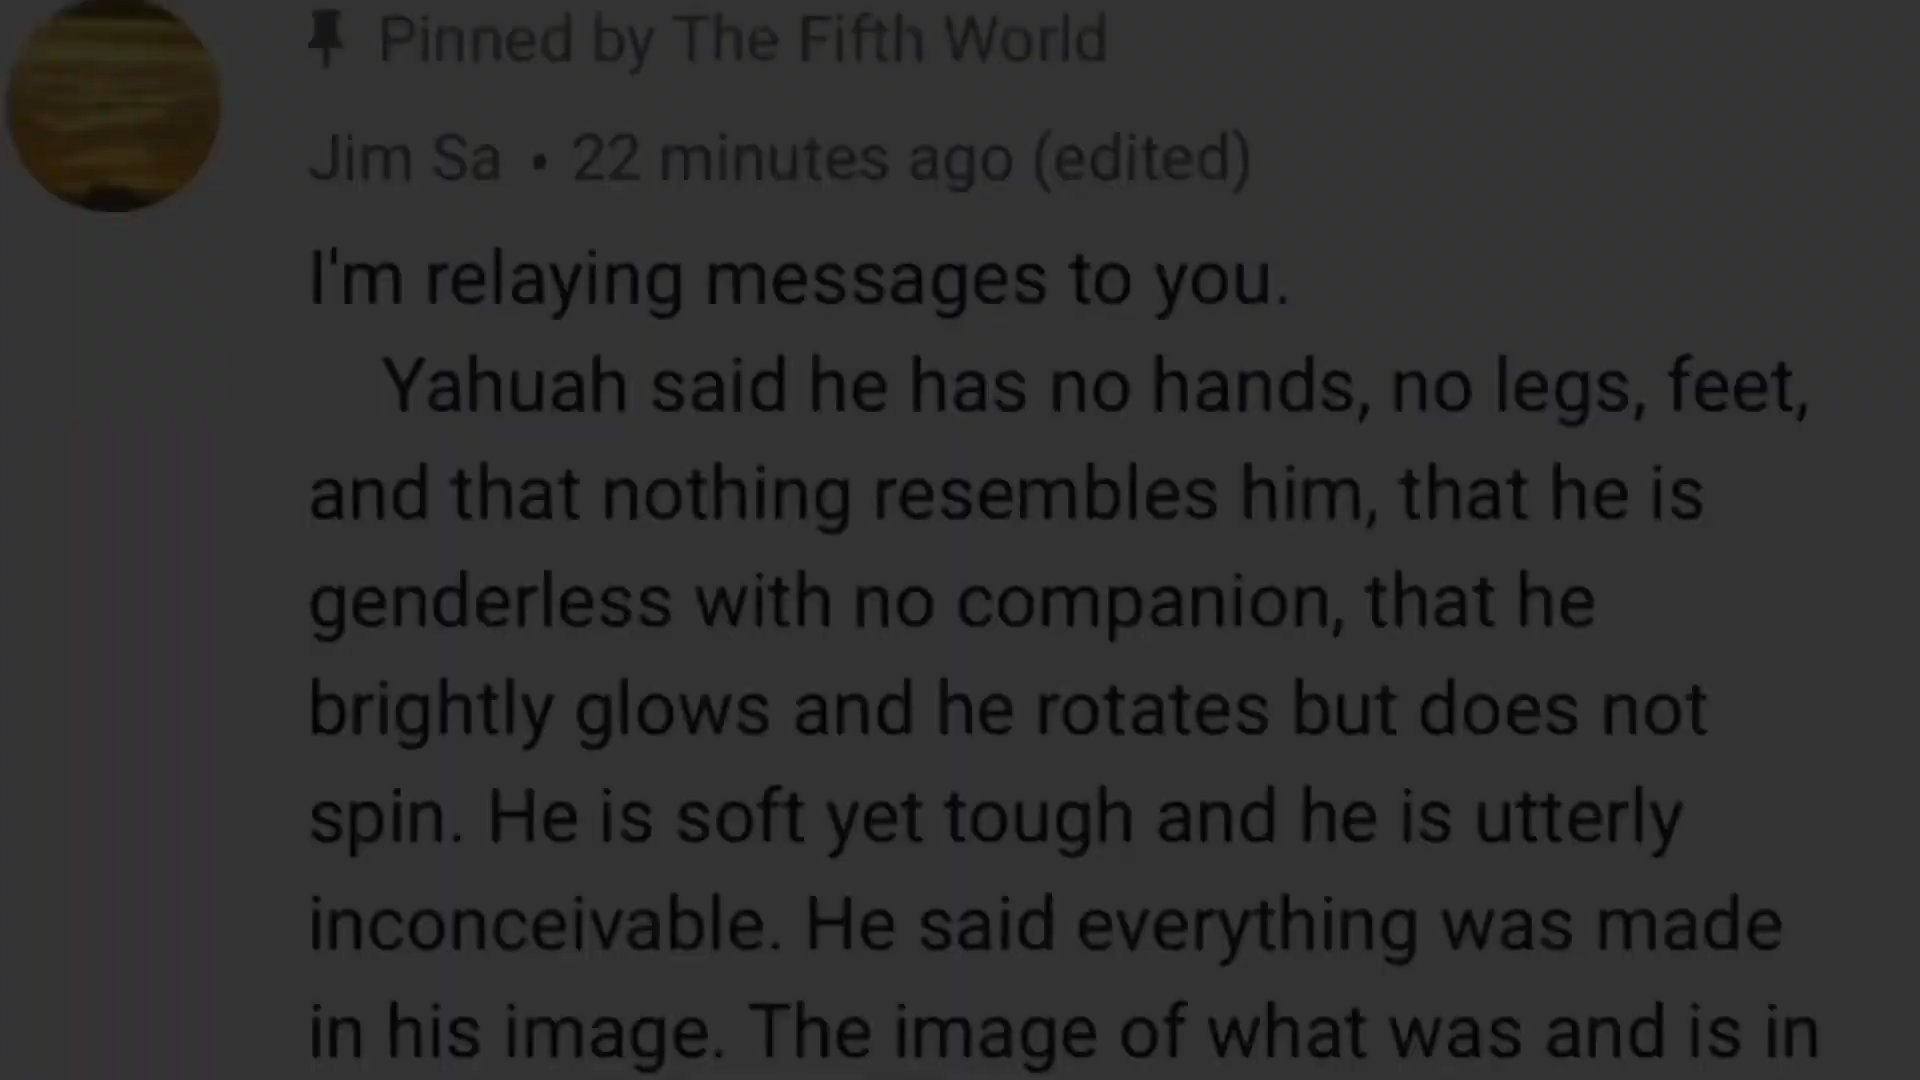 Pinned by The Fifth World
Jim Sa • 22 minutes ago (edited)
I'm relaying messages to you.
Yahuah said he has no hands, no legs, feet,
and that nothing resembles him, that he is
genderless with no companion, that he
brightly glows and he rotates but does not
spin. He is soft yet tough and he is utterly
inconceivable. He said everything was made
in his image. The image of what was and is in